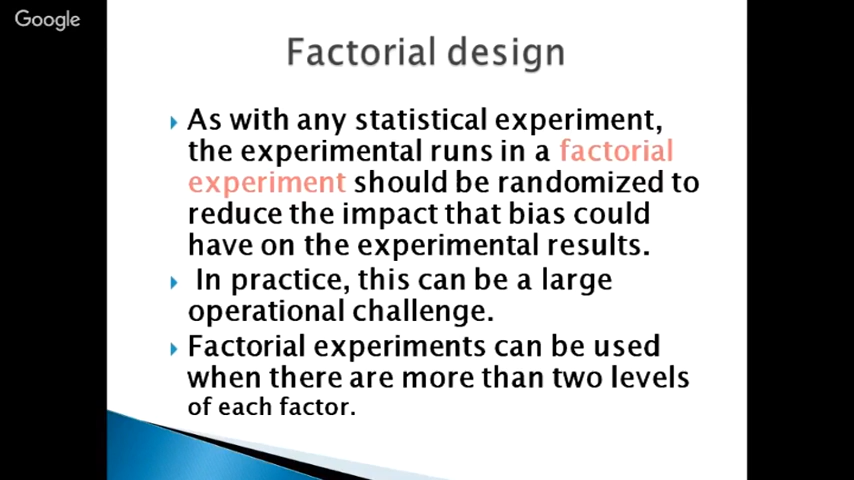 Google
Factorial design
As with any statistical experiment,
the experimental runs in a factorial
experiment should be randomized to
reduce the impact that bias could
have on the experimental results.
In practice, this can be a large
operational challenge.
Factorial experiments can be used
when there are more than two levels
of each factor.